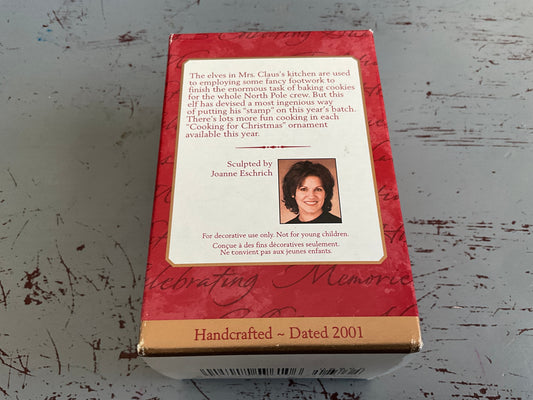 Celebrating
The elves in Mrs. Claus's kitchen are used
to employing some fancy footwork to
finish the enormous task of baking cookies
for the whole North Pole crew. But this
elf has devised a most ingenious way
of putting his "stamp" on this year's batch.
There's lots more fun cooking in each
"Cooking for Christmas" ornament
available this year.
Sculpted by
Joanne Eschrich
For decorative use only. Not for young children.
Conçue à des fins décoratives seulement.
Ne convient pas aux jeunes enfants.
elebrating Memorie
Handcrafted ~ Dated 2001